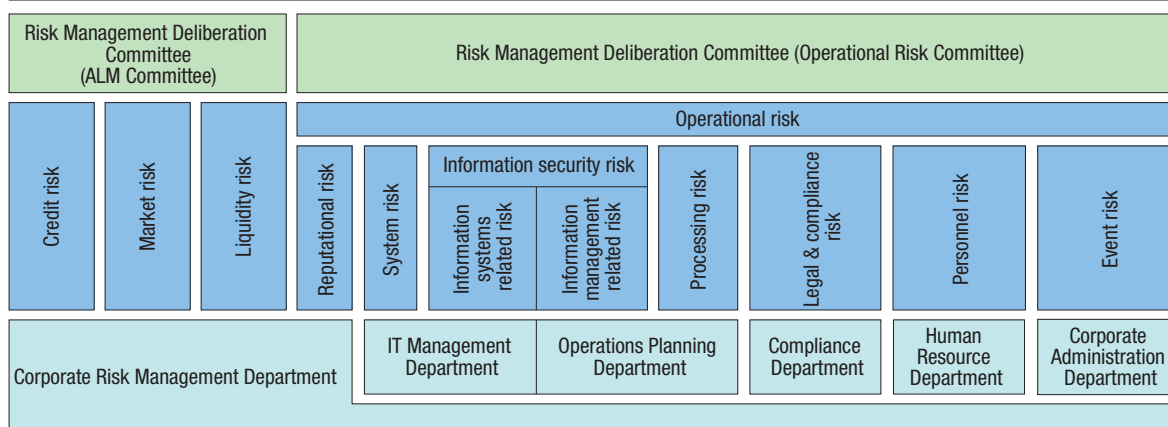 Risk Management Deliberation
Committee
(ALM Committee)
Risk Management Deliberation Committee (Operational Risk Committee)
Credit risk
Market risk
Liquidity risk
Operational risk
Reputational risk
System risk
Information security risk
Information
systems
related risk
Information
management
related risk
Processing risk
Legal & compliance
risk
Personnel risk
Event risk
Corporate Risk Management Department
IT Management
Department
Operations Planning
Department
Compliance
Department
Human
Resource
Department
Corporate
Administration
Department